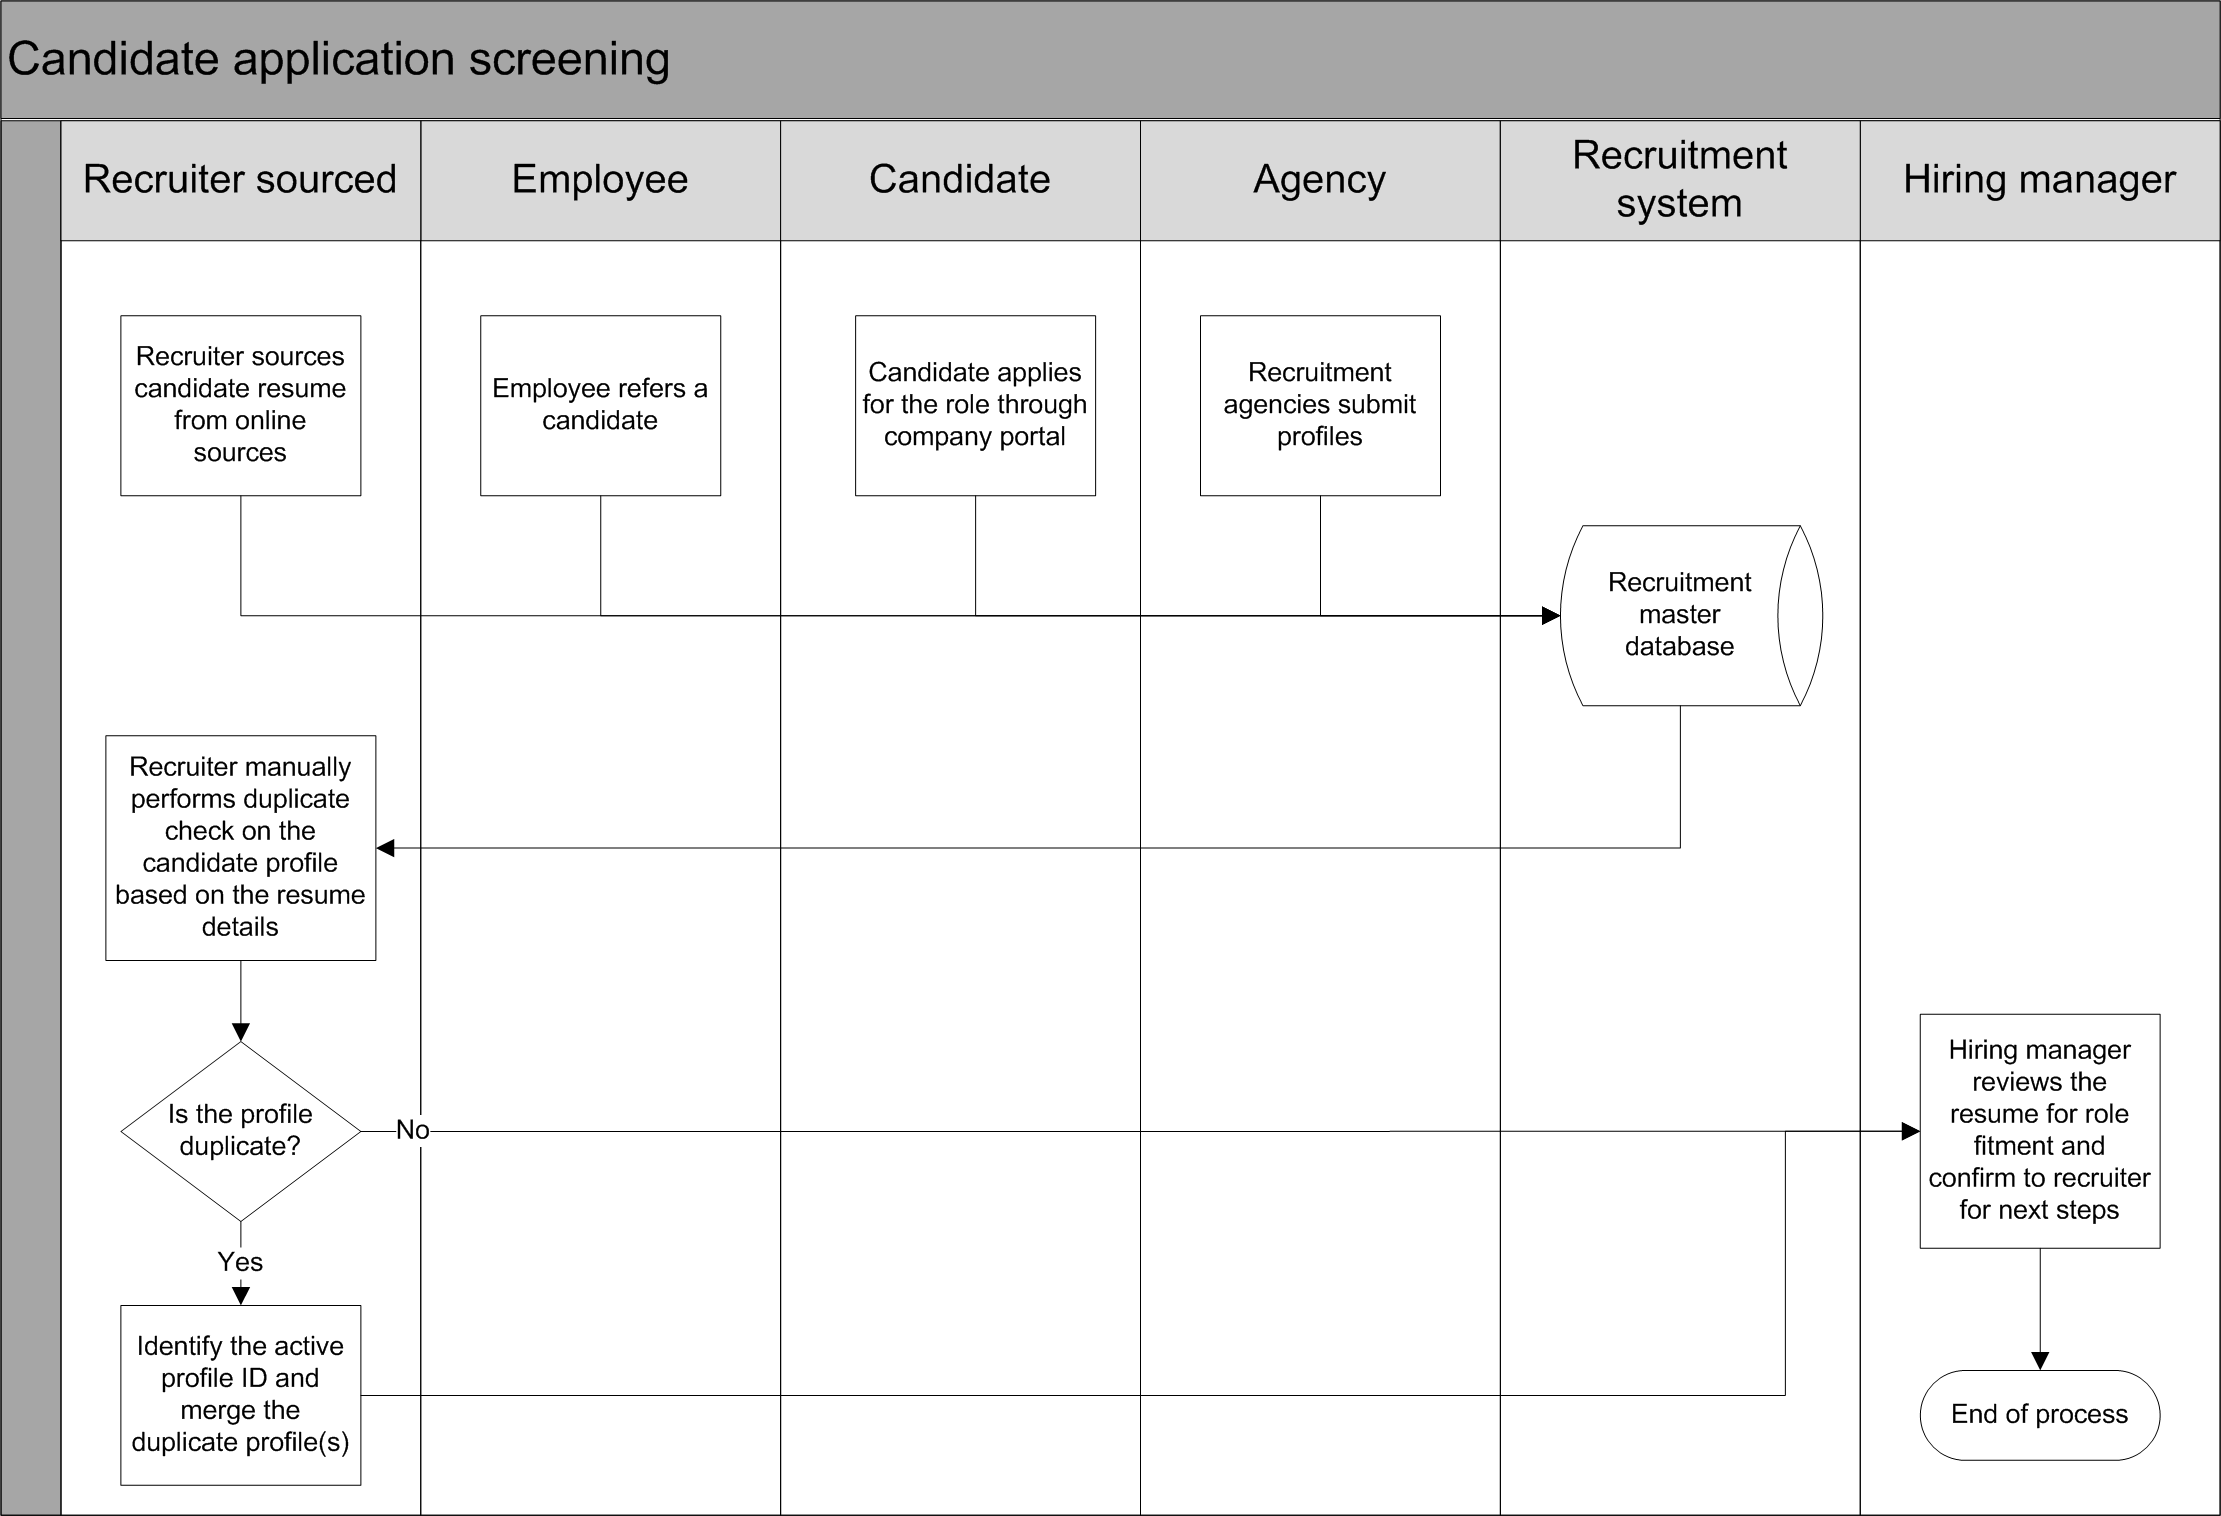 Candidate application screening
Recruiter sourced
Employee
Candidate
Agency
Recruitment
system
Hiring manager
Recruiter sources
candidate resume
from online
sources
Employee refers a
candidate
Candidate applies
for the role through
company portal
Recruitment
agencies submit
profiles
Recruitment
master
database
Recruiter manually
performs duplicate
check on the
candidate profile
based on the resume
details
Is the profile
duplicate?
No
Hiring manager
reviews the
resume for role
fitment and
confirm to recruiter
for next steps
Yes
Identify the active
profile ID and
merge the
duplicate profile(s)
End of process